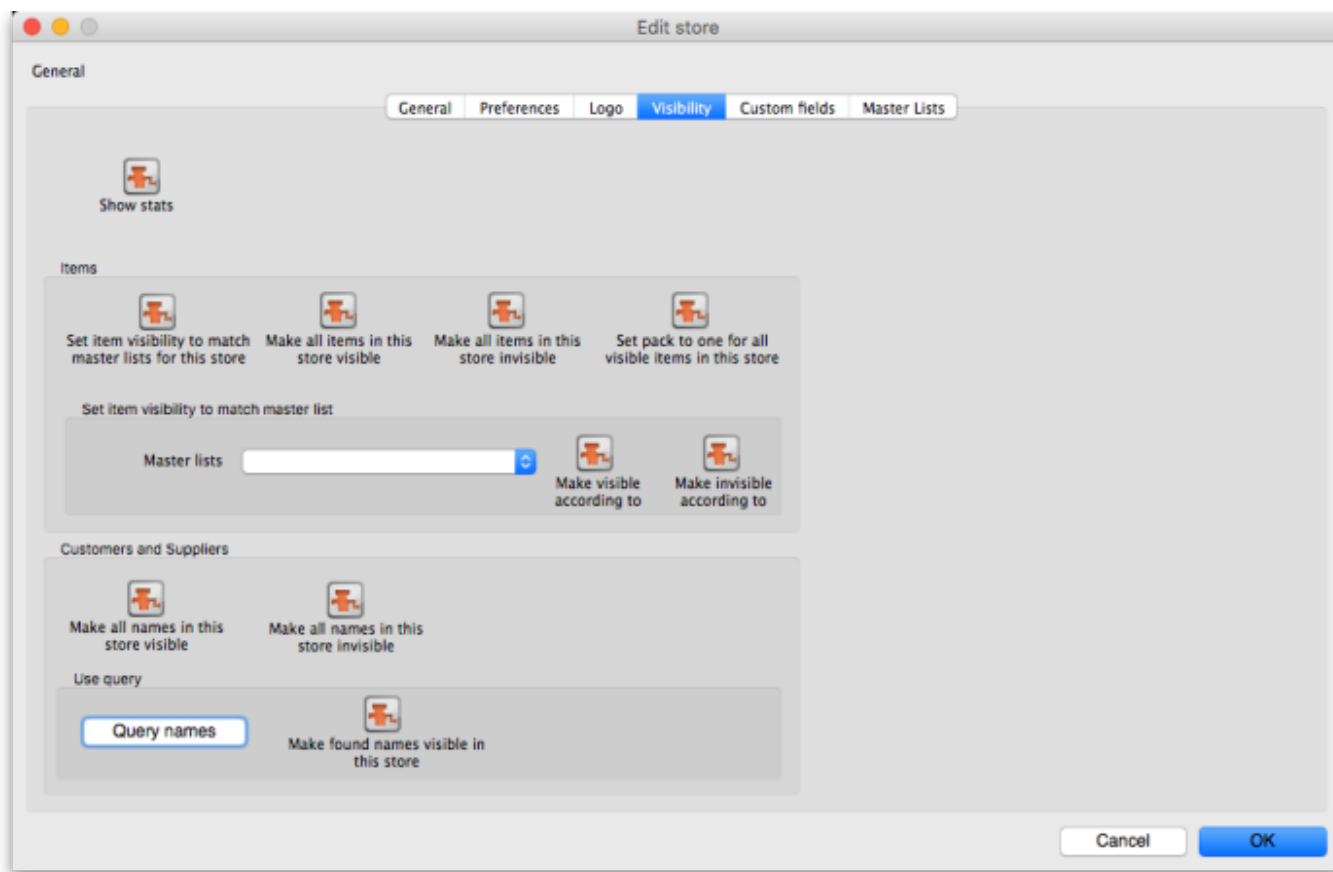 Edit store
General
General Preferences Logo Visibility Custom fields Master Lists
Show stats
Items
Set item visibility to match
master lists for this store
Make all items in this
store visible
Make all items in this
store invisible
Set pack to one for all
visible items in this store
Set item visibility to match master list
Master lists
Make visible
according to
Make invisible
according to
Customers and Suppliers
Make all names in this
store visible
Make all names in this
store invisible
Use query
Query names
Make found names visible in
this store
Cancel OK